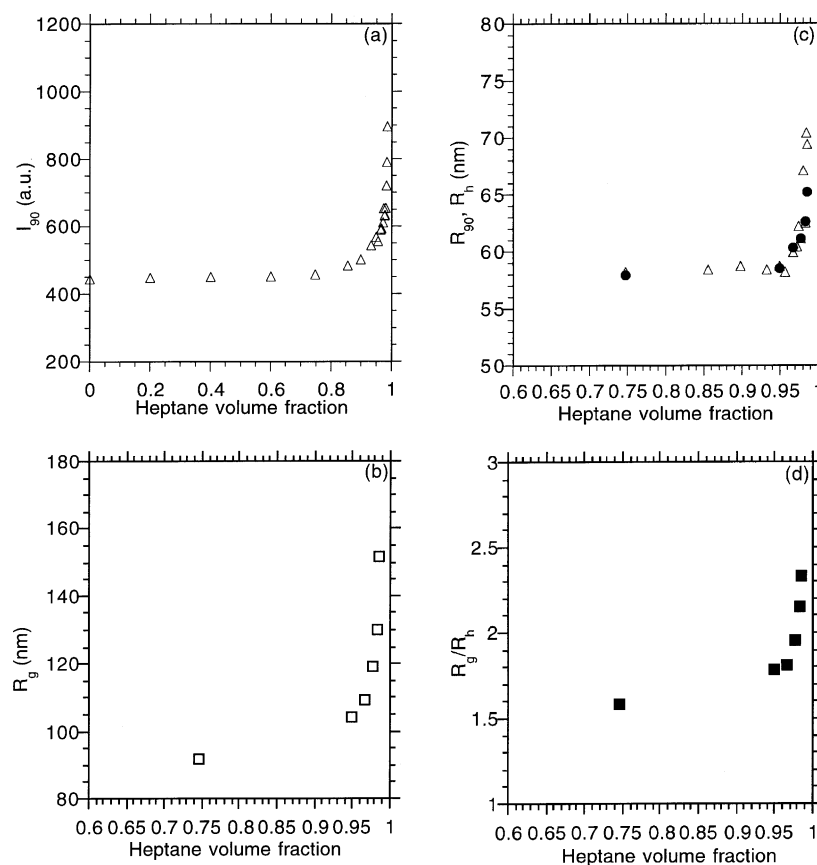 (a)
1200
1000
800
600
400
200
I90 (a.u.)
0 0.2 0.4 0.6 0.8 1
Heptane volume fraction
(c)
80
75
70
65
60
55
50
R90, Rh (nm)
0.6 0.65 0.7 0.75 0.8 0.85 0.9 0.95 1
Heptane volume fraction
(b)
180
160
140
120
100
80
Rg (nm)
0.6 0.65 0.7 0.75 0.8 0.85 0.9 0.95 1
Heptane volume fraction
(d)
3
2.5
2
1.5
1
Rg/Rh
0.6 0.65 0.7 0.75 0.8 0.85 0.9 0.95 1
Heptane volume fraction